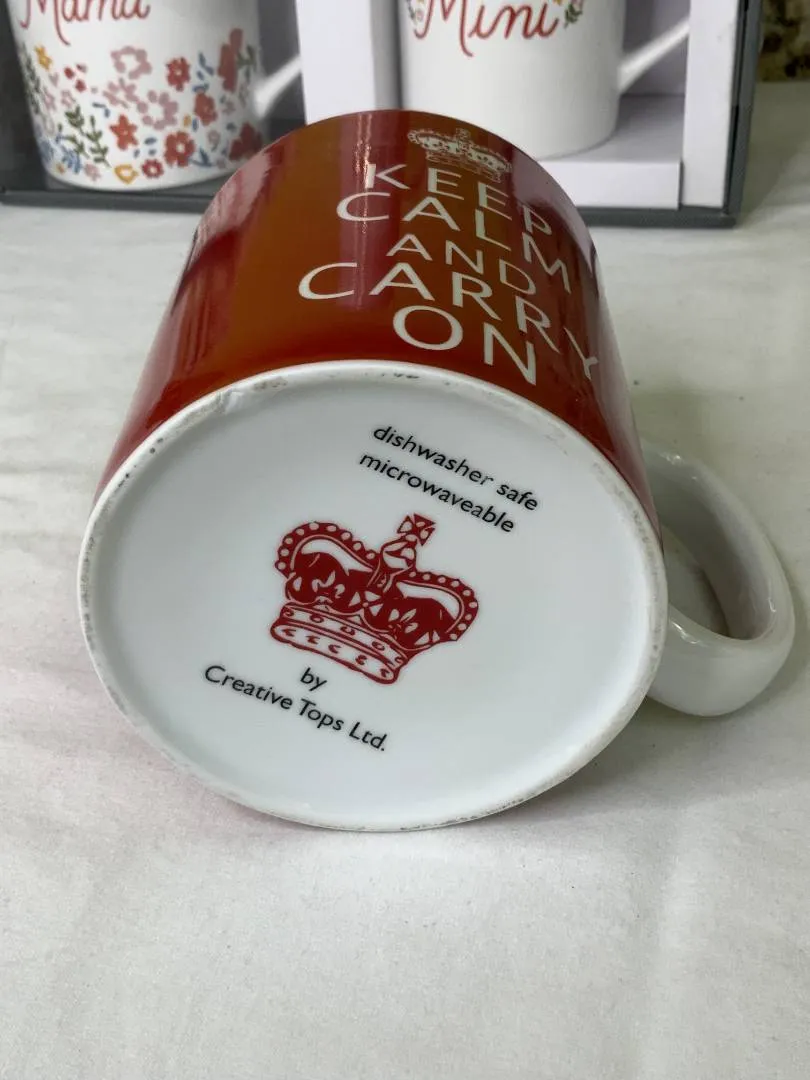 Mama
Mini
KEEP
CALM
AND
CARRY
ON
dishwasher safe
microwaveable
by
Creative Tops Ltd.